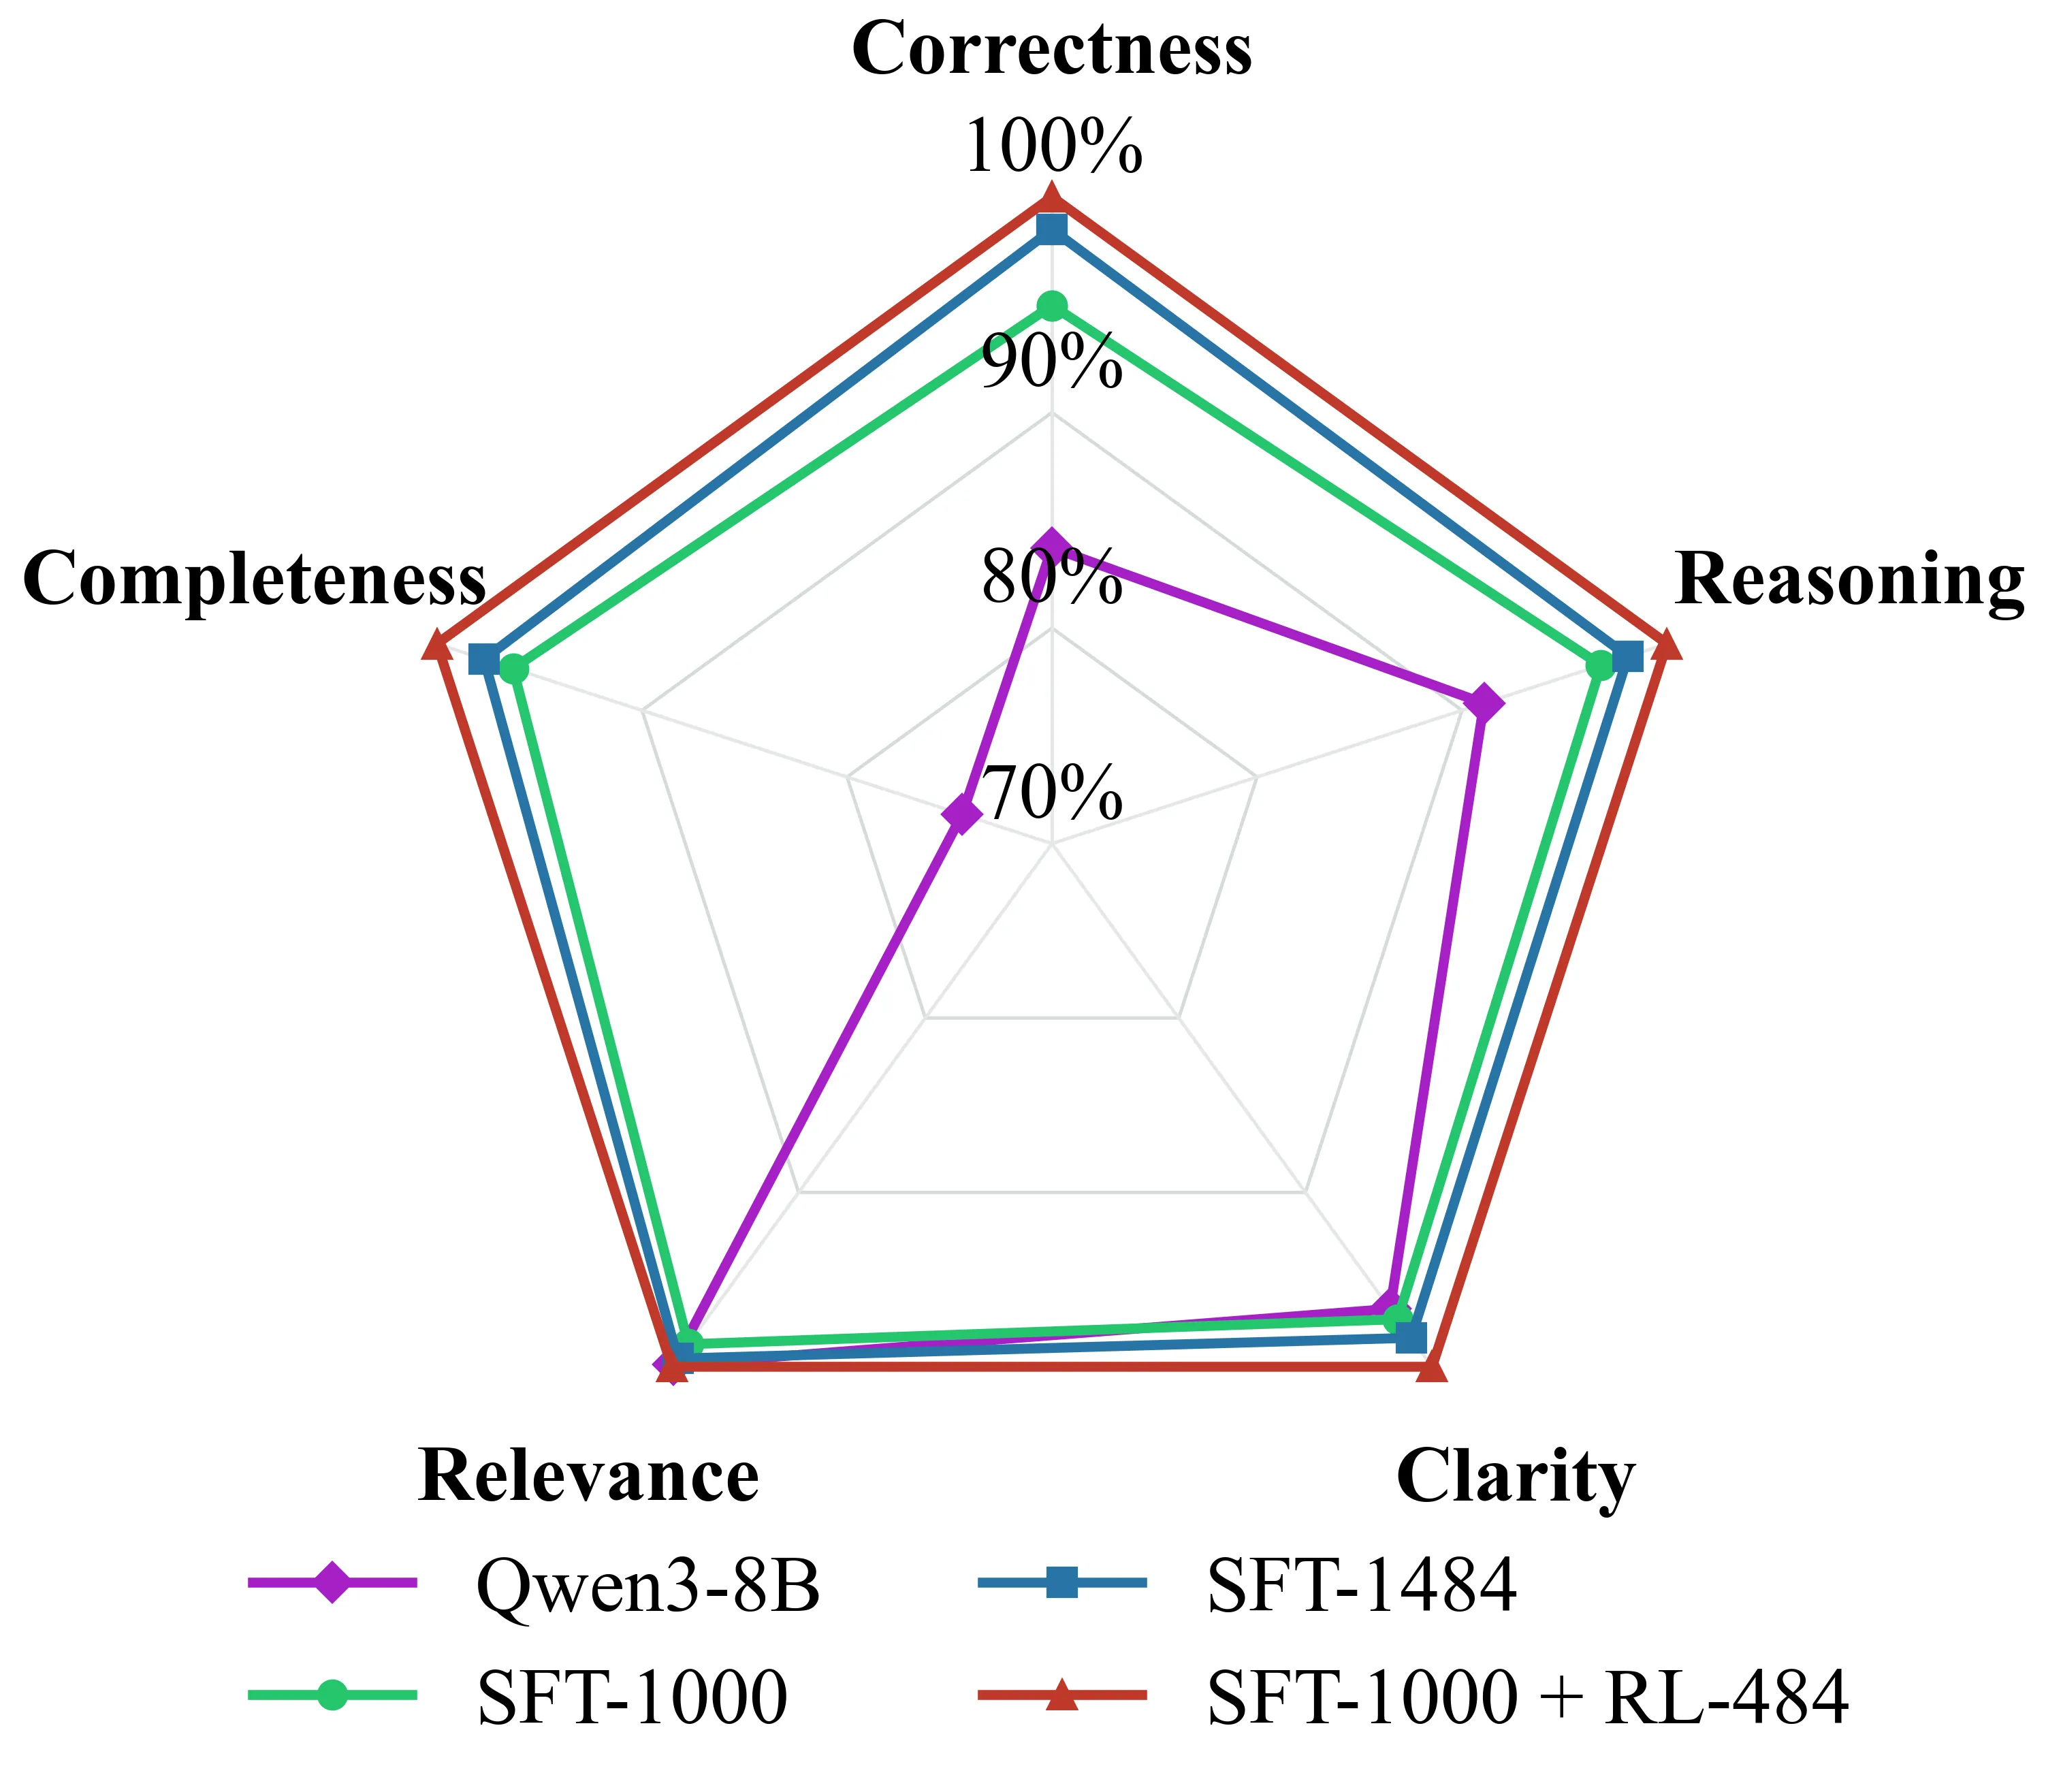 Correctness
100%
90%
Completeness
80%
Reasoning
70%
Relevance
Clarity
Qwen3-8B
SFT-1484
SFT-1000
SFT-1000 + RL-484